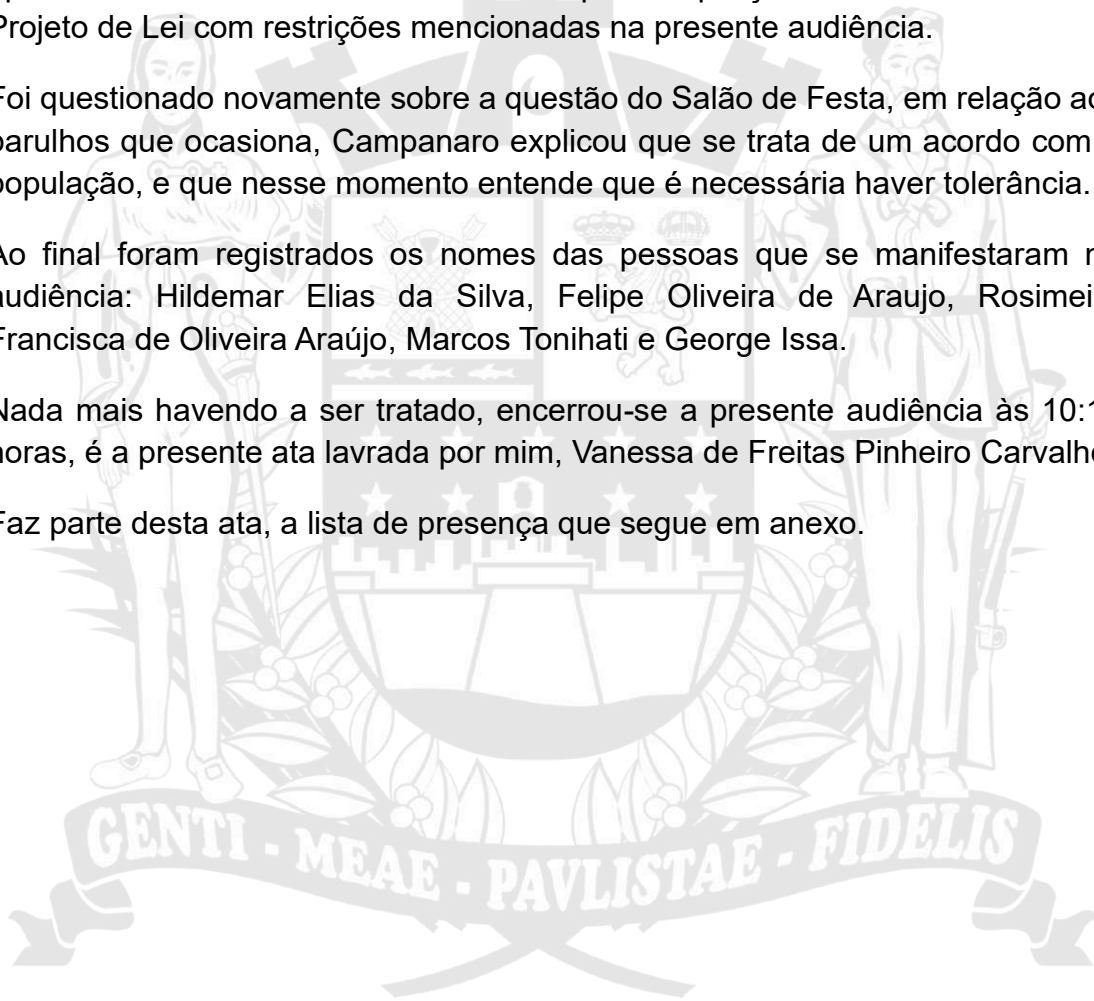 Projeto de Lei com restrições mencionadas na presente audiência.
Foi questionado novamente sobre a questão do Salão de Festa, em relação
barulhos que ocasiona, Campanaro explicou que se trata de um acordo com
população, e que nesse momento entende que é necessária haver tolerância.
Ao final foram registrados os nomes das pessoas que se manifestaram
audiência: Hildemar Elias da Silva, Felipe Oliveira de Araujo,
Francisca de Oliveira Araújo, Marcos Tonihati e George Issa.
Nada mais havendo a ser tratado, encerrou-se a presente audiência às
horas, é a presente ata lavrada por mim, Vanessa de Freitas Pinheiro Carvalho
Faz parte desta ata, a lista de presença que segue em anexo.
GENTI - MEAE - PAVLISTAE - FIDELIS